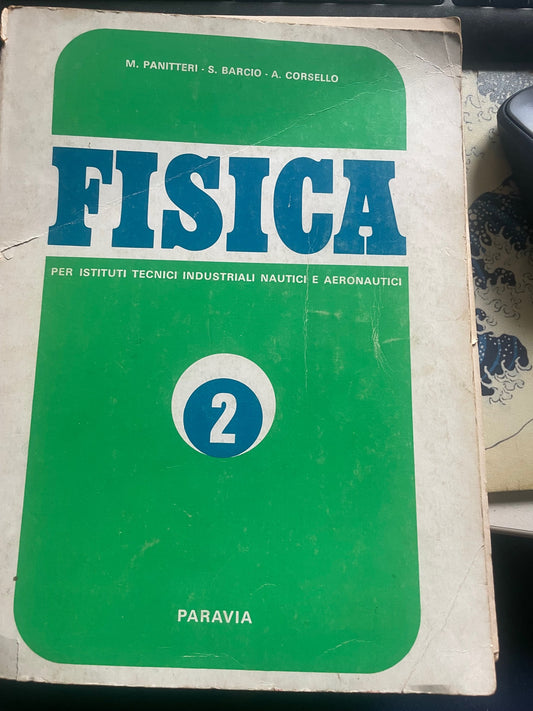 M. PANITTERI - S. BARCIO - A. CORSELLO
FISICA
PER ISTITUTI TECNICI INDUSTRIALI NAUTICI E AERONAUTICI
2
PARAVIA